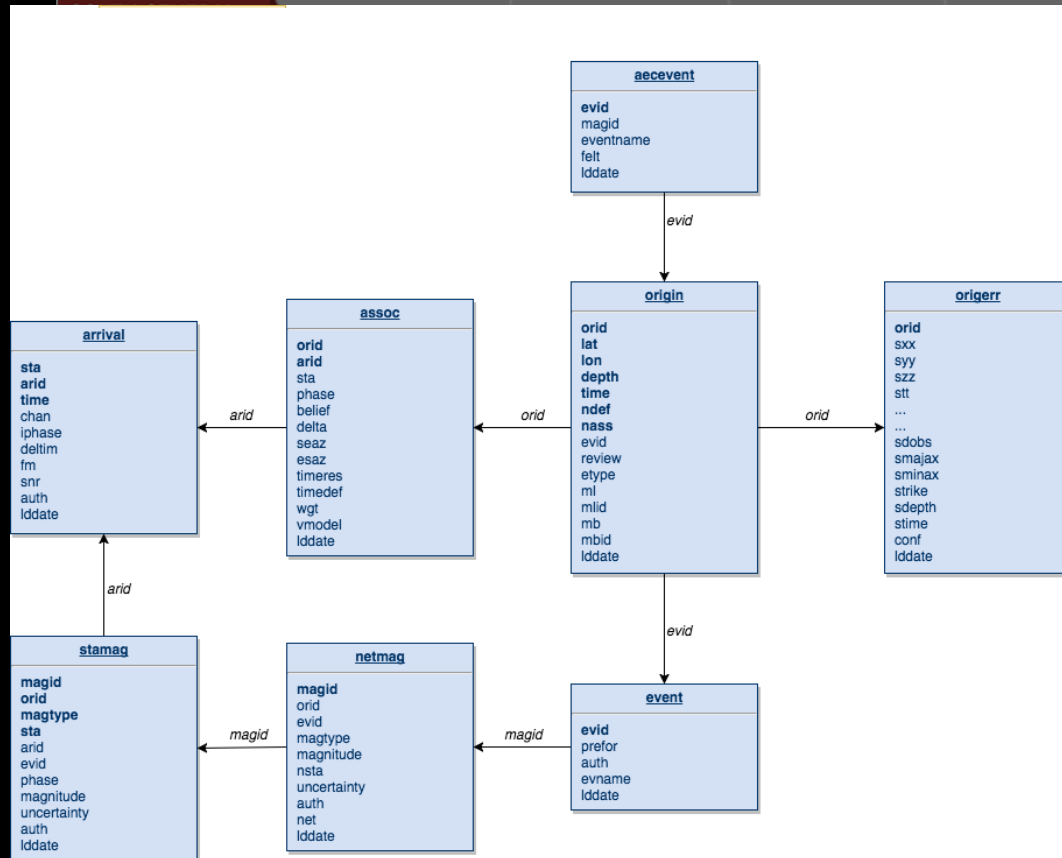 aecevent
evid
magid
eventname
felt
lddate
evid
origin
orid
lat
lon
depth
time
ndef
nass
evid
review
etype
ml
mlid
mb
mbid
lddate
origerr
orid
sxx
syy
szz
stt
...
...
sdobs
smajax
sminax
strike
sdepth
stime
conf
lddate
orid
assoc
orid
arid
sta
phase
belief
delta
seaz
esaz
timeres
timedef
wgt
vmodel
lddate
orid
arrival
sta
arid
time
chan
iphase
deltim
fm
snr
auth
lddate
arid
arid
evid
stamag
magid
orid
magtype
sta
arid
evid
phase
magnitude
uncertainty
auth
lddate
magid
netmag
magid
orid
evid
magtype
magnitude
nsta
uncertainty
auth
net
lddate
magid
event
evid
prefor
auth
evname
lddate